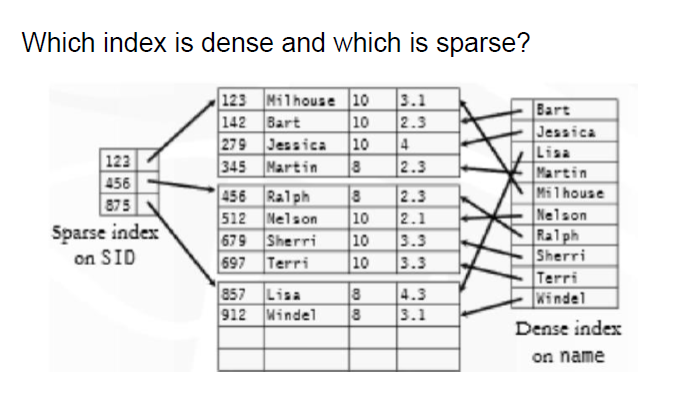 Which index is dense and which is sparse?
123 Milhouse 10 3.1
142 Bart 10 2.3
279 Jessica 10 4
345 Martin 8 2.3
456 Ralph 8 2.3
512 Nelson 10 2.1
679 Sherri 10 3.3
697 Terri 10 3.3
857 Lisa 8 4.3
912 Windel 8 3.1
123
456
875
Sparse index
on SID
Bart
Jessica
Lisa
Martin
Milhouse
Nelson
Ralph
Sherri
Terri
Windel
Dense index
on name